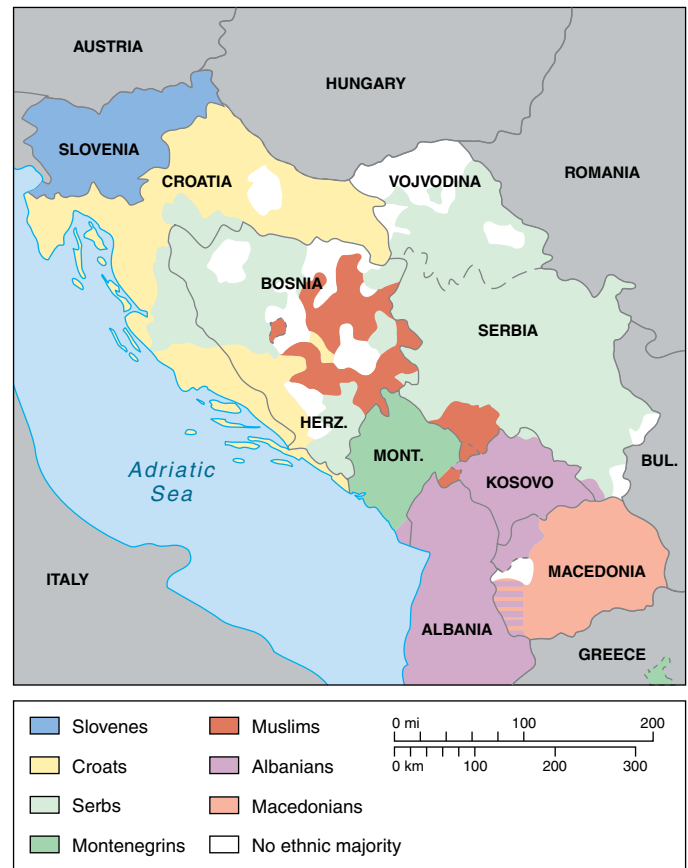 AUSTRIA
HUNGARY
SLOVENIA
ROMANIA
CROATIA
VOJVODINA
BOSNIA
SERBIA
HERZ.
MONT.
BUL.
Adriatic
Sea
KOSOVO
ITALY
MACEDONIA
ALBANIA
GREECE
Slovenes
Croats
Serbs
Montenegrins
Muslims
Albanians
Macedonians
No ethnic majority
0 mi 100 200
0 km 100 200 300